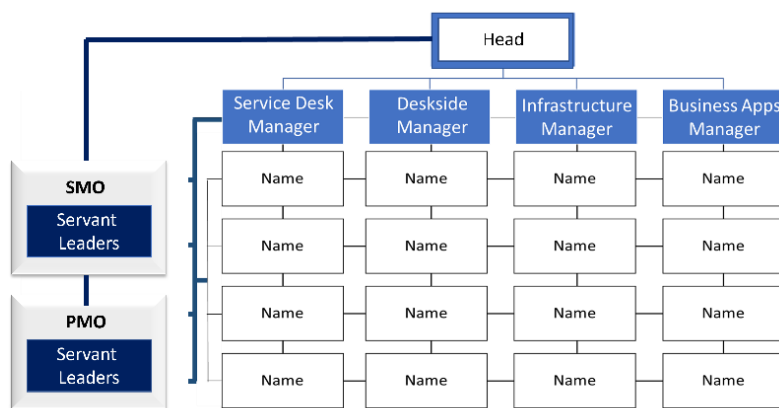 Head
Service Desk
Manager
Deskside
Manager
Infrastructure
Manager
Business Apps
Manager
SMO
Servant
Leaders
Name
Name
Name
Name
Name
Name
Name
Name
PMO
Servant
Leaders
Name
Name
Name
Name
Name
Name
Name
Name